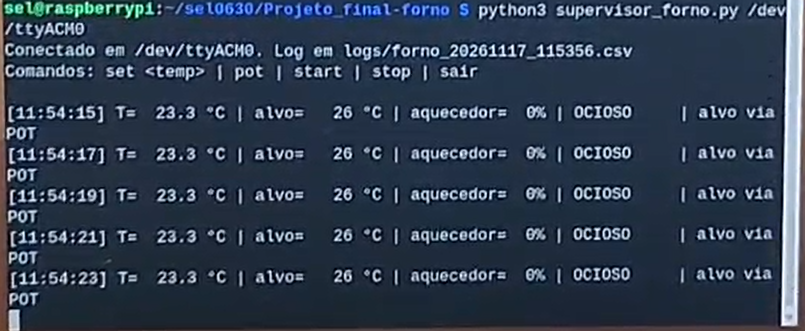 sel@raspberrypi:~/sel0630/Projeto_final-forno $ python3 supervisor_forno.py /dev
/ttyACM0
Conectado em /dev/ttyACM0. Log em logs/forno_20261117_115356.csv
Comandos: set <temp> | pot | start | stop | sair
[11:54:15] T=  23.3 °C | alvo=   26 °C | aquecedor=  0% | OCIOSO     | alvo via
POT
[11:54:17] T=  23.3 °C | alvo=   26 °C | aquecedor=  0% | OCIOSO     | alvo via
POT
[11:54:19] T=  23.3 °C | alvo=   26 °C | aquecedor=  0% | OCIOSO     | alvo via
POT
[11:54:21] T=  23.3 °C | alvo=   26 °C | aquecedor=  0% | OCIOSO     | alvo via
POT
[11:54:23] T=  23.3 °C | alvo=   26 °C | aquecedor=  0% | OCIOSO     | alvo via
POT